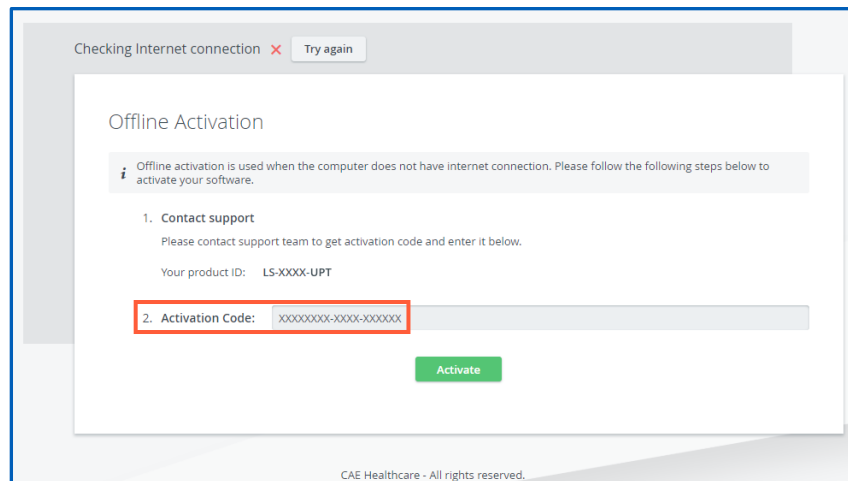 Checking Internet connection Try again
Offline Activation
i Offline activation is used when the computer does not have internet connection. Please follow the following steps below to
activate your software.
1. Contact support
Please contact support team to get activation code and enter it below.
Your product ID: LS-XXXX-UPT
2. Activation Code: XXXXXXXX-XXXX-XXXXXX
Activate
CAE Healthcare - All rights reserved.